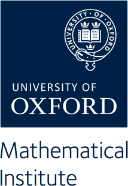 UNIVERSITY OF
OXFORD
Mathematical
Institute